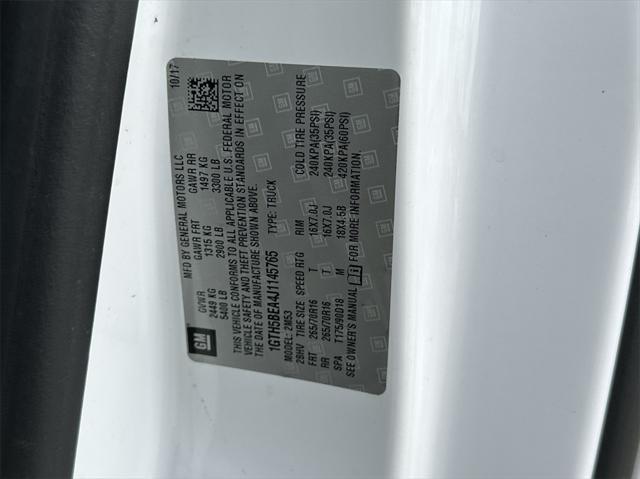 GM
MFD BY GENERAL MOTORS LLC
10/17
GVWR GAWR FRT GAWR RR
2449 KG 1315 KG 1497 KG
5400 LB 2900 LB 3300 LB
THIS VEHICLE CONFORMS TO ALL APPLICABLE U.S. FEDERAL MOTOR
VEHICLE SAFETY AND THEFT PREVENTION STANDARDS IN EFFECT ON
THE DATE OF MANUFACTURE SHOWN ABOVE.
1GTH5BEA4J1145765 TYPE: TRUCK
MODEL: 2M53
28HV TIRE SIZE SPEED RTG RIM COLD TIRE PRESSURE
FRT 265/70R16 T 16X7.0J 240KPA(35PSI)
RR 265/70R16 T 16X7.0J 240KPA(35PSI)
SPA T175/90D18 M 18X4.5B 420KPA(60PSI)
SEE OWNER'S MANUAL FOR MORE INFORMATION.